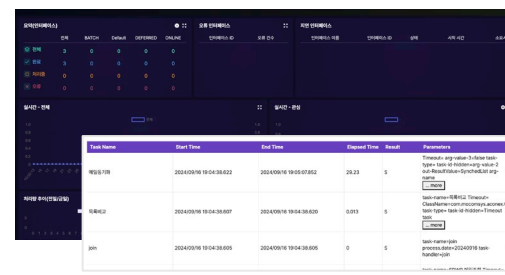 요약(인터페이스)
전체 BATCH Default DEFERRED ONLINE
전체 3 0 0 0 0
완료 3 0 0 0 0
처리중 0 0 0 0 0
오류 0 0 0 0 0
오류 인터페이스
인터페이스 ID 오류 건수
지연 인터페이스
인터페이스 이름 인터페이스 ID 상태 시작 시간
실시간 - 전체
전체
실시간 - 관심
처리량 추이(전일/금일)
Task Name Start Time End Time Elapsed Time Result Parameters
메일동기화 2024/09/16 19:04:38.622 2024/09/16 19:05:07.852 29.23 S
Timeout= arg-value-3=false task-
type= task-id-hidden=arg-value-2
out-ResultValue=SynchedList arg-
name
... more
목록비교 2024/09/16 19:04:38.607 2024/09/16 19:04:38.620 0.013 S
task-name=목록비교 Timeout=
task-type= task-id-hidden=Timeout
task
... more
join 2024/09/16 19:04:38.605 2024/09/16 19:04:38.605 0 S
task-name=join
process.date=20240916 task-
handler=join